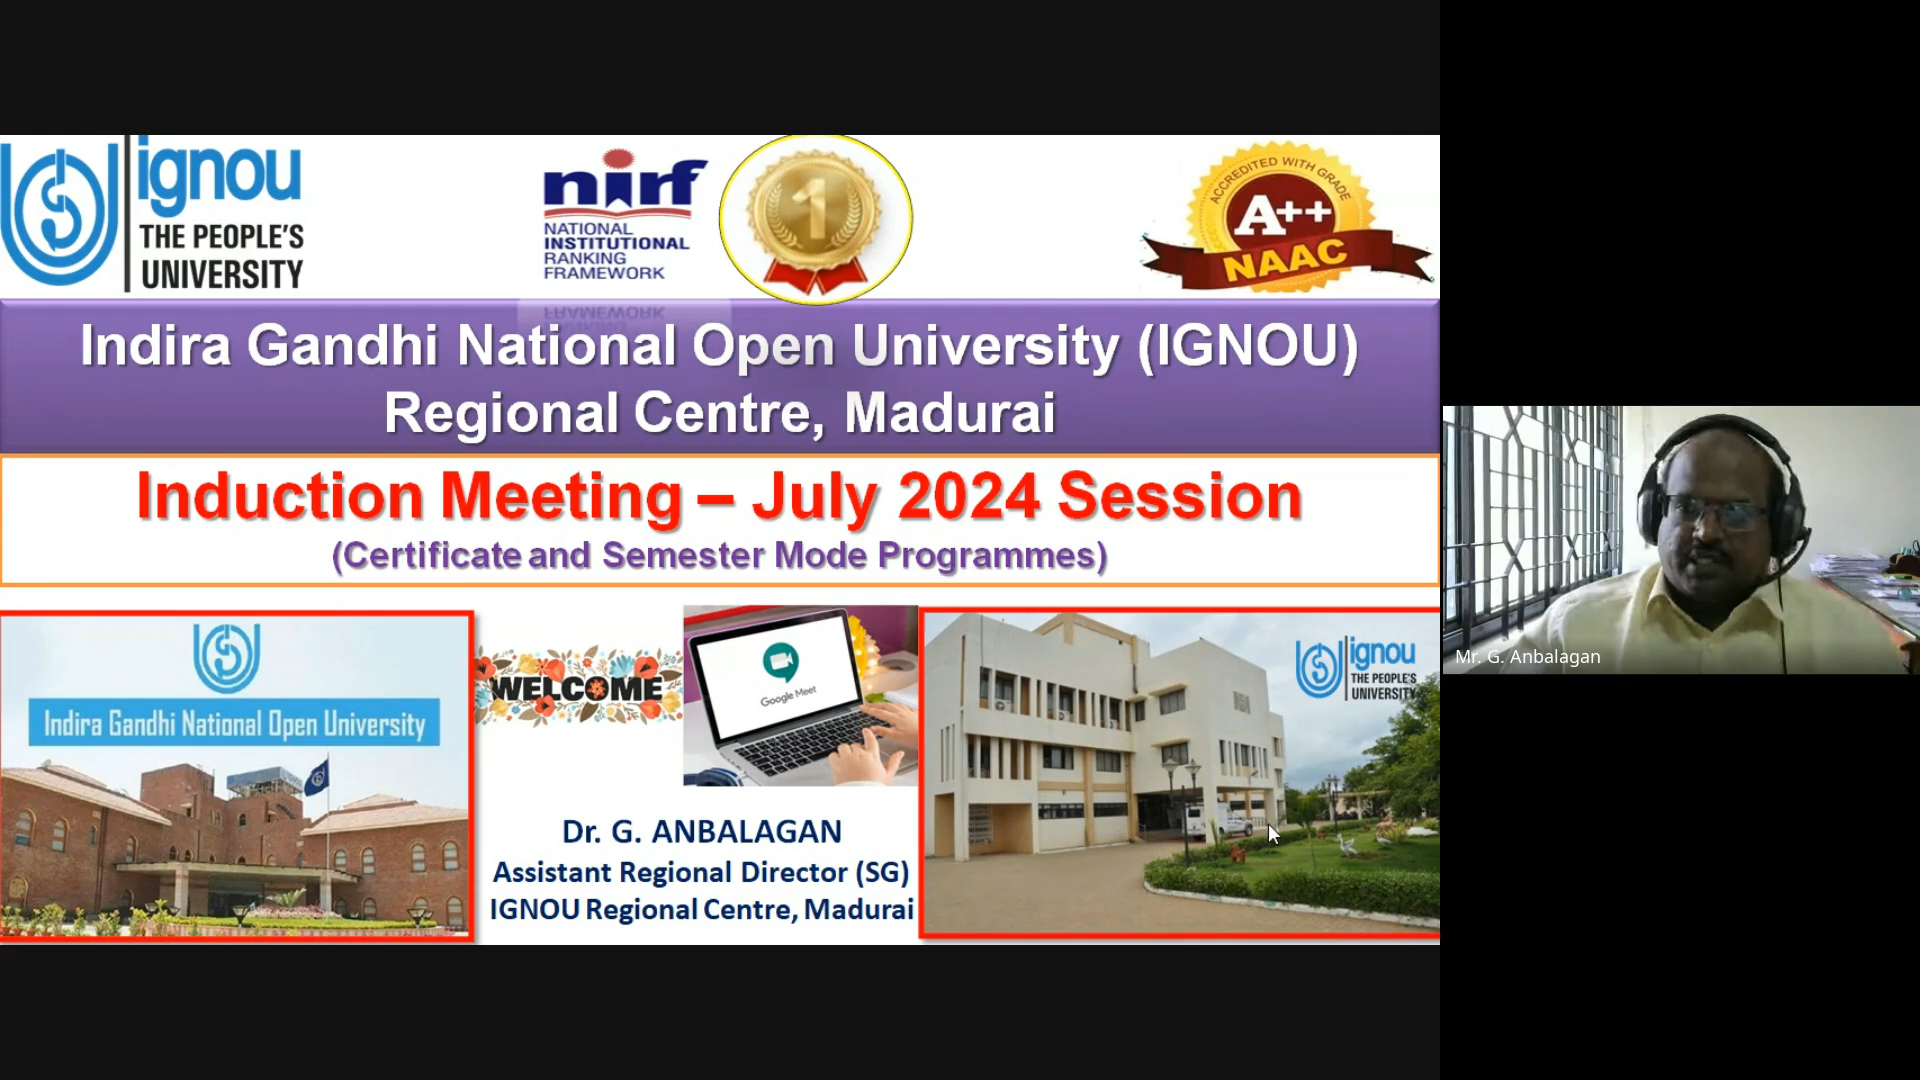 ignou
THE PEOPLE'S
UNIVERSITY
nirf
NATIONAL
INSTITUTIONAL
RANKING
FRAMEWORK
1
ACCREDITED WITH GRADE
A++
NAAC
FRAMEWORK
RANKING
Indira Gandhi National Open University (IGNOU)
Regional Centre, Madurai
Induction Meeting – July 2024 Session
(Certificate and Semester Mode Programmes)
Indira Gandhi National Open University
WELCOME
Google Meet
ignou
THE PEOPLE'S
UNIVERSITY
Dr. G. ANBALAGAN
Assistant Regional Director (SG)
IGNOU Regional Centre, Madurai
Mr. G. Anbalagan